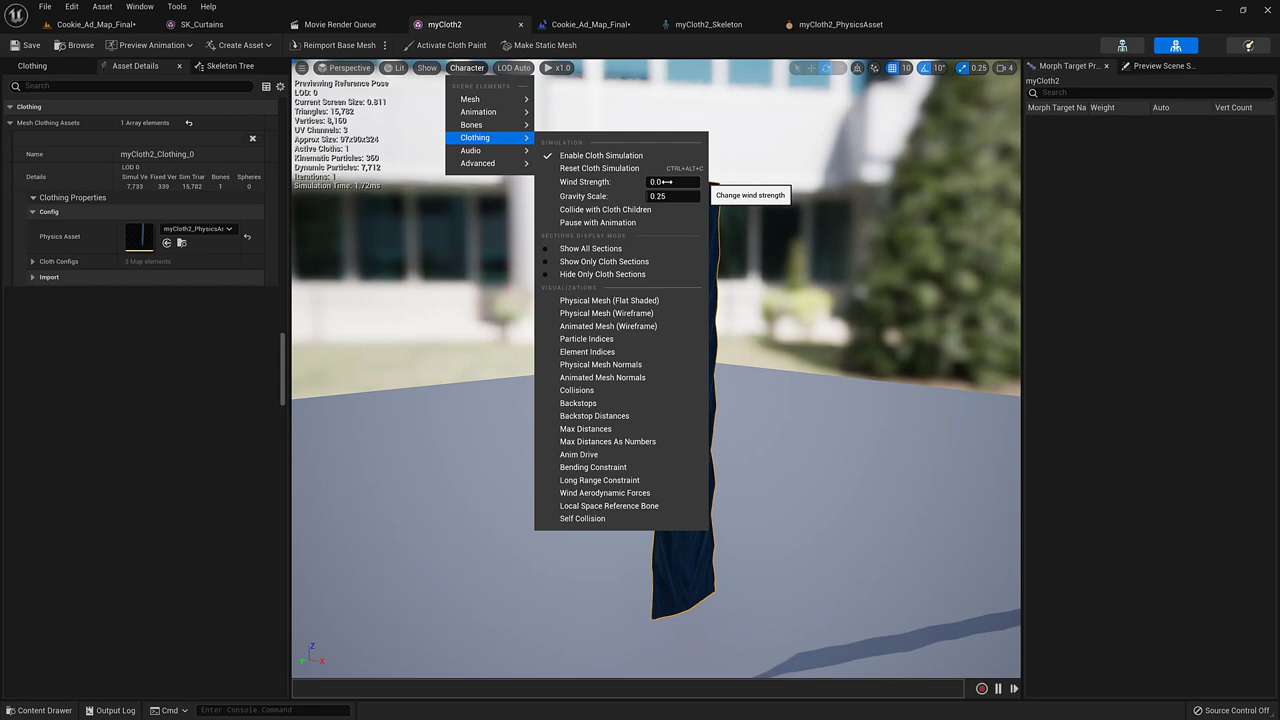 File Edit Asset Window Tools Help
Cookie_Ad_Map_Final* SK_Curtains Movie Render Queue myCloth2 Cookie_Ad_Map_Final* myCloth2_Skeleton myCloth2_PhysicsAsset
Save Browse Preview Animation Create Asset Reimport Base Mesh Activate Cloth Paint Make Static Mesh
Clothing Asset Details Skeleton Tree
Search
Clothing
Mesh Clothing Assets 1 Array elements
Name myCloth2_Clothing_0
LOD 0
Details Simul Ve Fixed Ver Sim Triar Bones Spheres
7,733 339 15,782 1 0
Clothing Properties
Config
Physics Asset myCloth2_PhysicsAs
Cloth Configs 3 Map elements
Import
Perspective Lit Show Character LOD Auto x1.0 10 10° 0.25 4
Previewing Reference Pose
LOD: 0
Current Screen Size: 0.811
Triangles: 15,782
Vertices: 8,160
UV Channels: 3
Approx Size: 97x90x324
Active Cloths: 1
Kinematic Particles: 360
Dynamic Particles: 7,712
Iterations: 1
Simulation Time: 1.72ms
SCENE ELEMENTS
Mesh
Animation
Bones
Clothing
Audio
Advanced
SIMULATION
Enable Cloth Simulation
Reset Cloth Simulation CTRL+ALT+C
Wind Strength: 0.0
Gravity Scale: 0.25
Collide with Cloth Children
Pause with Animation
SECTIONS DISPLAY MODE
Show All Sections
Show Only Cloth Sections
Hide Only Cloth Sections
VISUALIZATIONS
Physical Mesh (Flat Shaded)
Physical Mesh (Wireframe)
Animated Mesh (Wireframe)
Particle Indices
Element Indices
Physical Mesh Normals
Animated Mesh Normals
Collisions
Backstops
Backstop Distances
Max Distances
Max Distances As Numbers
Anim Drive
Bending Constraint
Long Range Constraint
Wind Aerodynamic Forces
Local Space Reference Bone
Self Collision
Change wind strength
Z
Y X
Morph Target Pr... Preview Scene S...
myCloth2
Search
Morph Target Na Weight Auto Vert Count
Content Drawer Output Log Cmd Enter Console Command Source Control Off